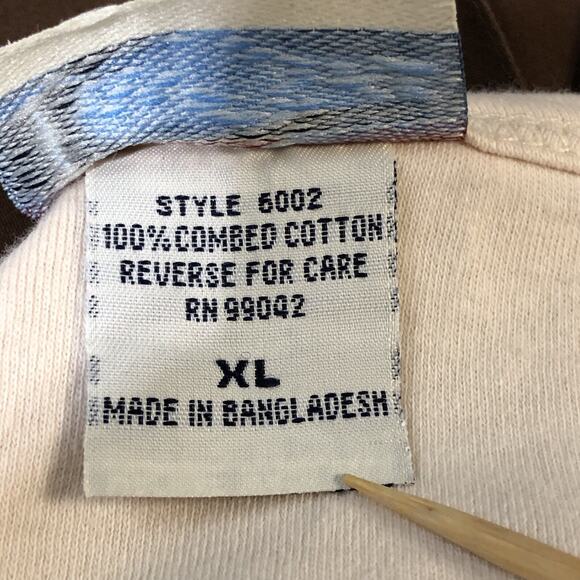 STYLE 6002
100% COMBED COTTON
REVERSE FOR CARE
RN 99042
XL
MADE IN BANGLADESH